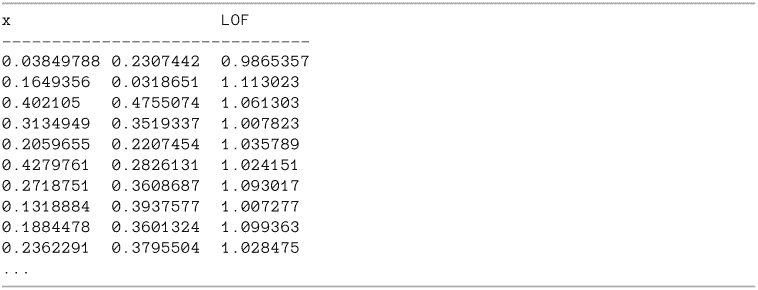 x                     LOF
-------------------------------
0.03849788 0.2307442  0.9865357
0.1649356  0.0318651  1.113023
0.402105   0.4755074  1.061303
0.3134949  0.3519337  1.007823
0.2059655  0.2207454  1.035789
0.4279761  0.2826131  1.024151
0.2718751  0.3608687  1.093017
0.1318884  0.3937577  1.007277
0.1884478  0.3601324  1.099363
0.2362291  0.3795504  1.028475
...